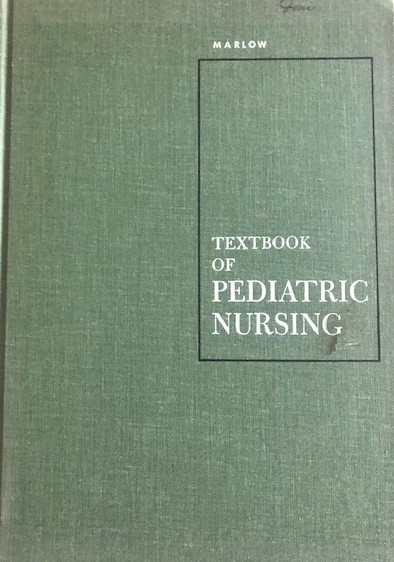 MARLOW
TEXTBOOK
OF
PEDIATRIC
NURSING